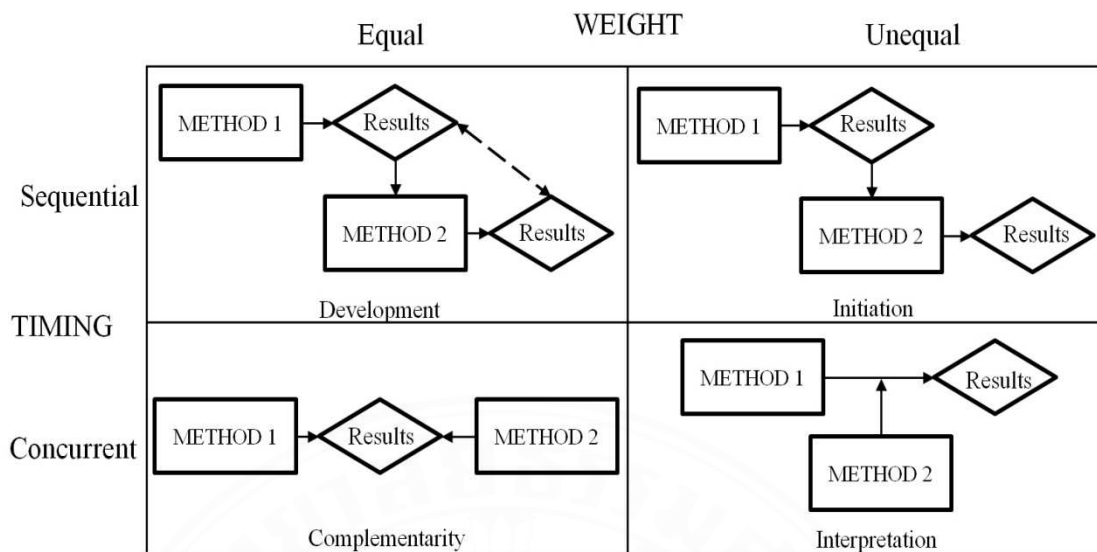 WEIGHT
Equal
Unequal
TIMING
Sequential
METHOD 1
Results
METHOD 2
Results
Development
METHOD 1
Results
METHOD 2
Results
Initiation
Concurrent
METHOD 1
Results
METHOD 2
Complementarity
METHOD 1
Results
METHOD 2
Interpretation